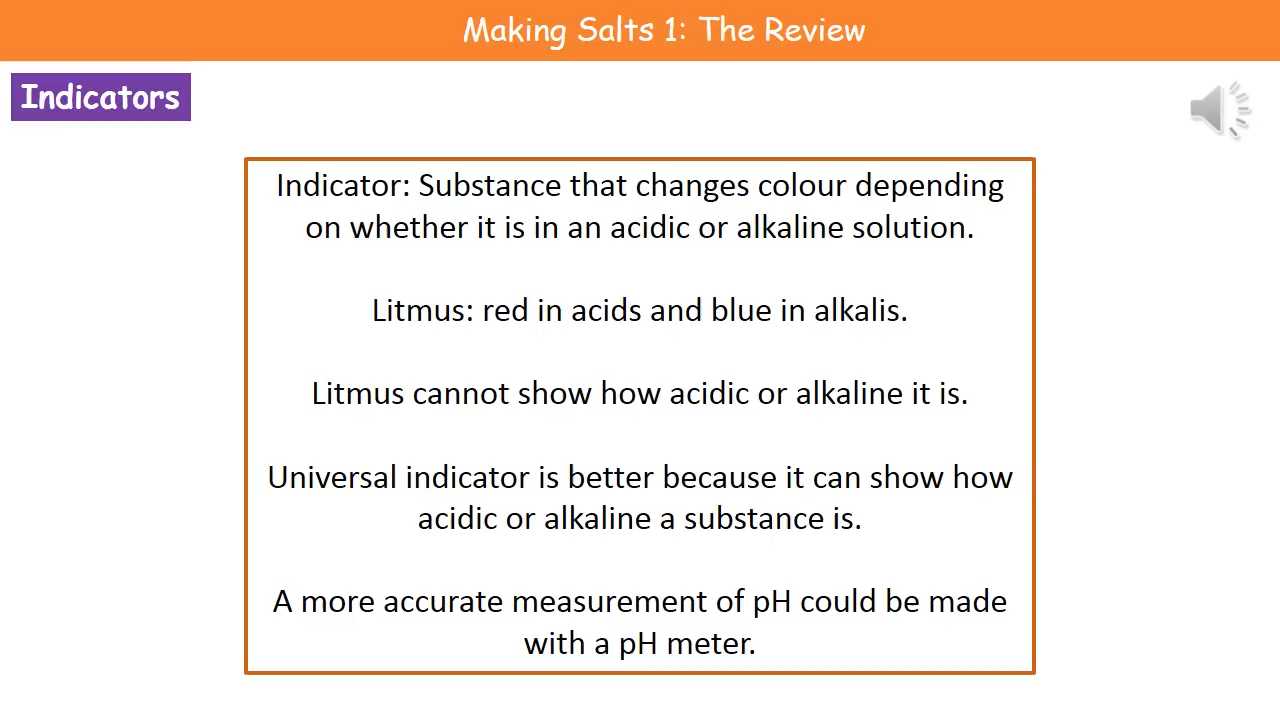 Making Salts 1: The Review
Indicators
Indicator: Substance that changes colour depending
on whether it is in an acidic or alkaline solution.
Litmus: red in acids and blue in alkalis.
Litmus cannot show how acidic or alkaline it is.
Universal indicator is better because it can show how
acidic or alkaline a substance is.
A more accurate measurement of pH could be made
with a pH meter.